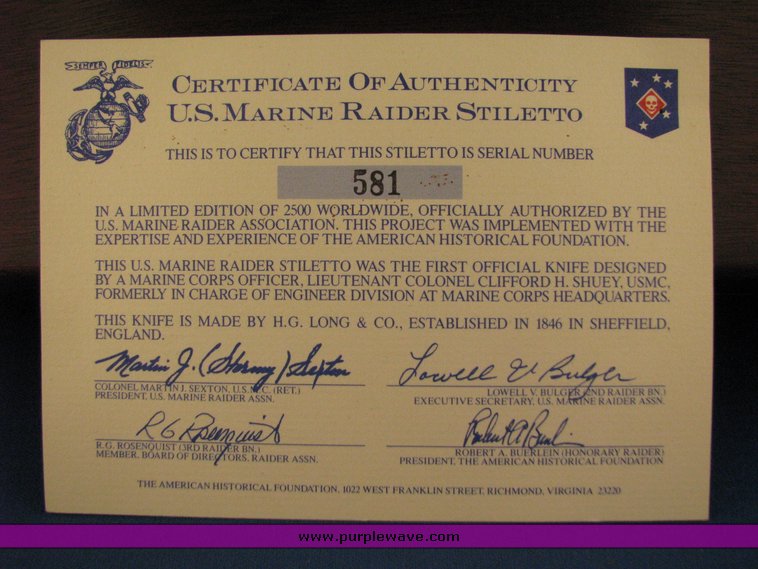 SEMPER FIDELIS
CERTIFICATE OF AUTHENTICITY
U.S. MARINE RAIDER STILETTO
THIS IS TO CERTIFY THAT THIS STILETTO IS SERIAL NUMBER
581
IN A LIMITED EDITION OF 2500 WORLDWIDE, OFFICIALLY AUTHORIZED BY THE
U.S. MARINE RAIDER ASSOCIATION. THIS PROJECT WAS IMPLEMENTED WITH THE
EXPERTISE AND EXPERIENCE OF THE AMERICAN HISTORICAL FOUNDATION.
THIS U.S. MARINE RAIDER STILETTO WAS THE FIRST OFFICIAL KNIFE DESIGNED
BY A MARINE CORPS OFFICER, LIEUTENANT COLONEL CLIFFORD H. SHUEY, USMC,
FORMERLY IN CHARGE OF ENGINEER DIVISION AT MARINE CORPS HEADQUARTERS.
THIS KNIFE IS MADE BY H.G. LONG & CO., ESTABLISHED IN 1846 IN SHEFFIELD,
ENGLAND.
Martin J. (Stormy) Sexton
COLONEL MARTIN J. SEXTON, U.S.M.C. (RET.)
PRESIDENT, U.S. MARINE RAIDER ASSN.
Lowell V Bulger
LOWELL V. BULGER (2ND RAIDER BN.)
EXECUTIVE SECRETARY, U.S. MARINE RAIDER ASSN.
R G Rosenquist
R.G. ROSENQUIST (3RD RAIDER BN.)
MEMBER, BOARD OF DIRECTORS, RAIDER ASSN.
Robert A Buerlein
ROBERT A. BUERLEIN (HONORARY RAIDER)
PRESIDENT, THE AMERICAN HISTORICAL FOUNDATION
THE AMERICAN HISTORICAL FOUNDATION, 1022 WEST FRANKLIN STREET, RICHMOND, VIRGINIA 23220
www.purplewave.com